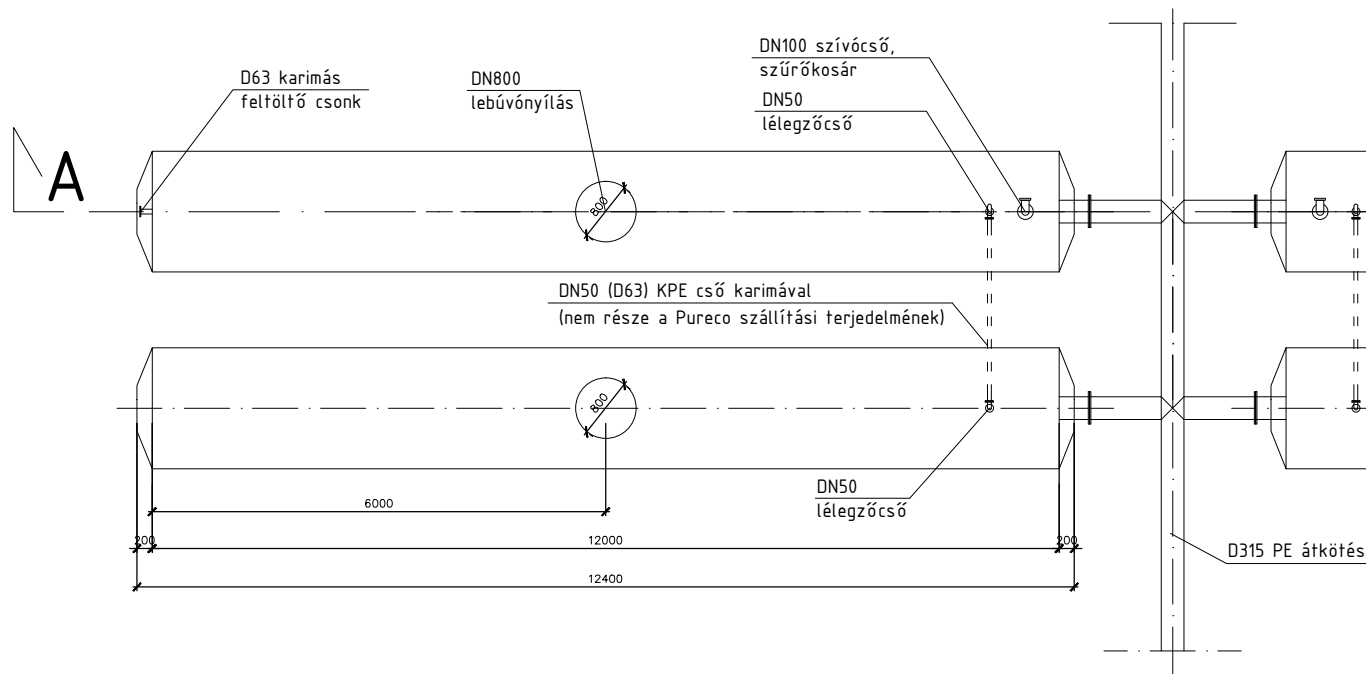 DN100 szívócső,
szűrőkosár
D63 karimás
feltöltő csonk
DN800
lebúvónyílás
DN50
lélegzőcső
A
800
DN50 (D63) KPE cső karimával
(nem része a Pureco szállítási terjedelmének)
800
DN50
lélegzőcső
6000
200
12000
200
D315 PE átkötés
12400